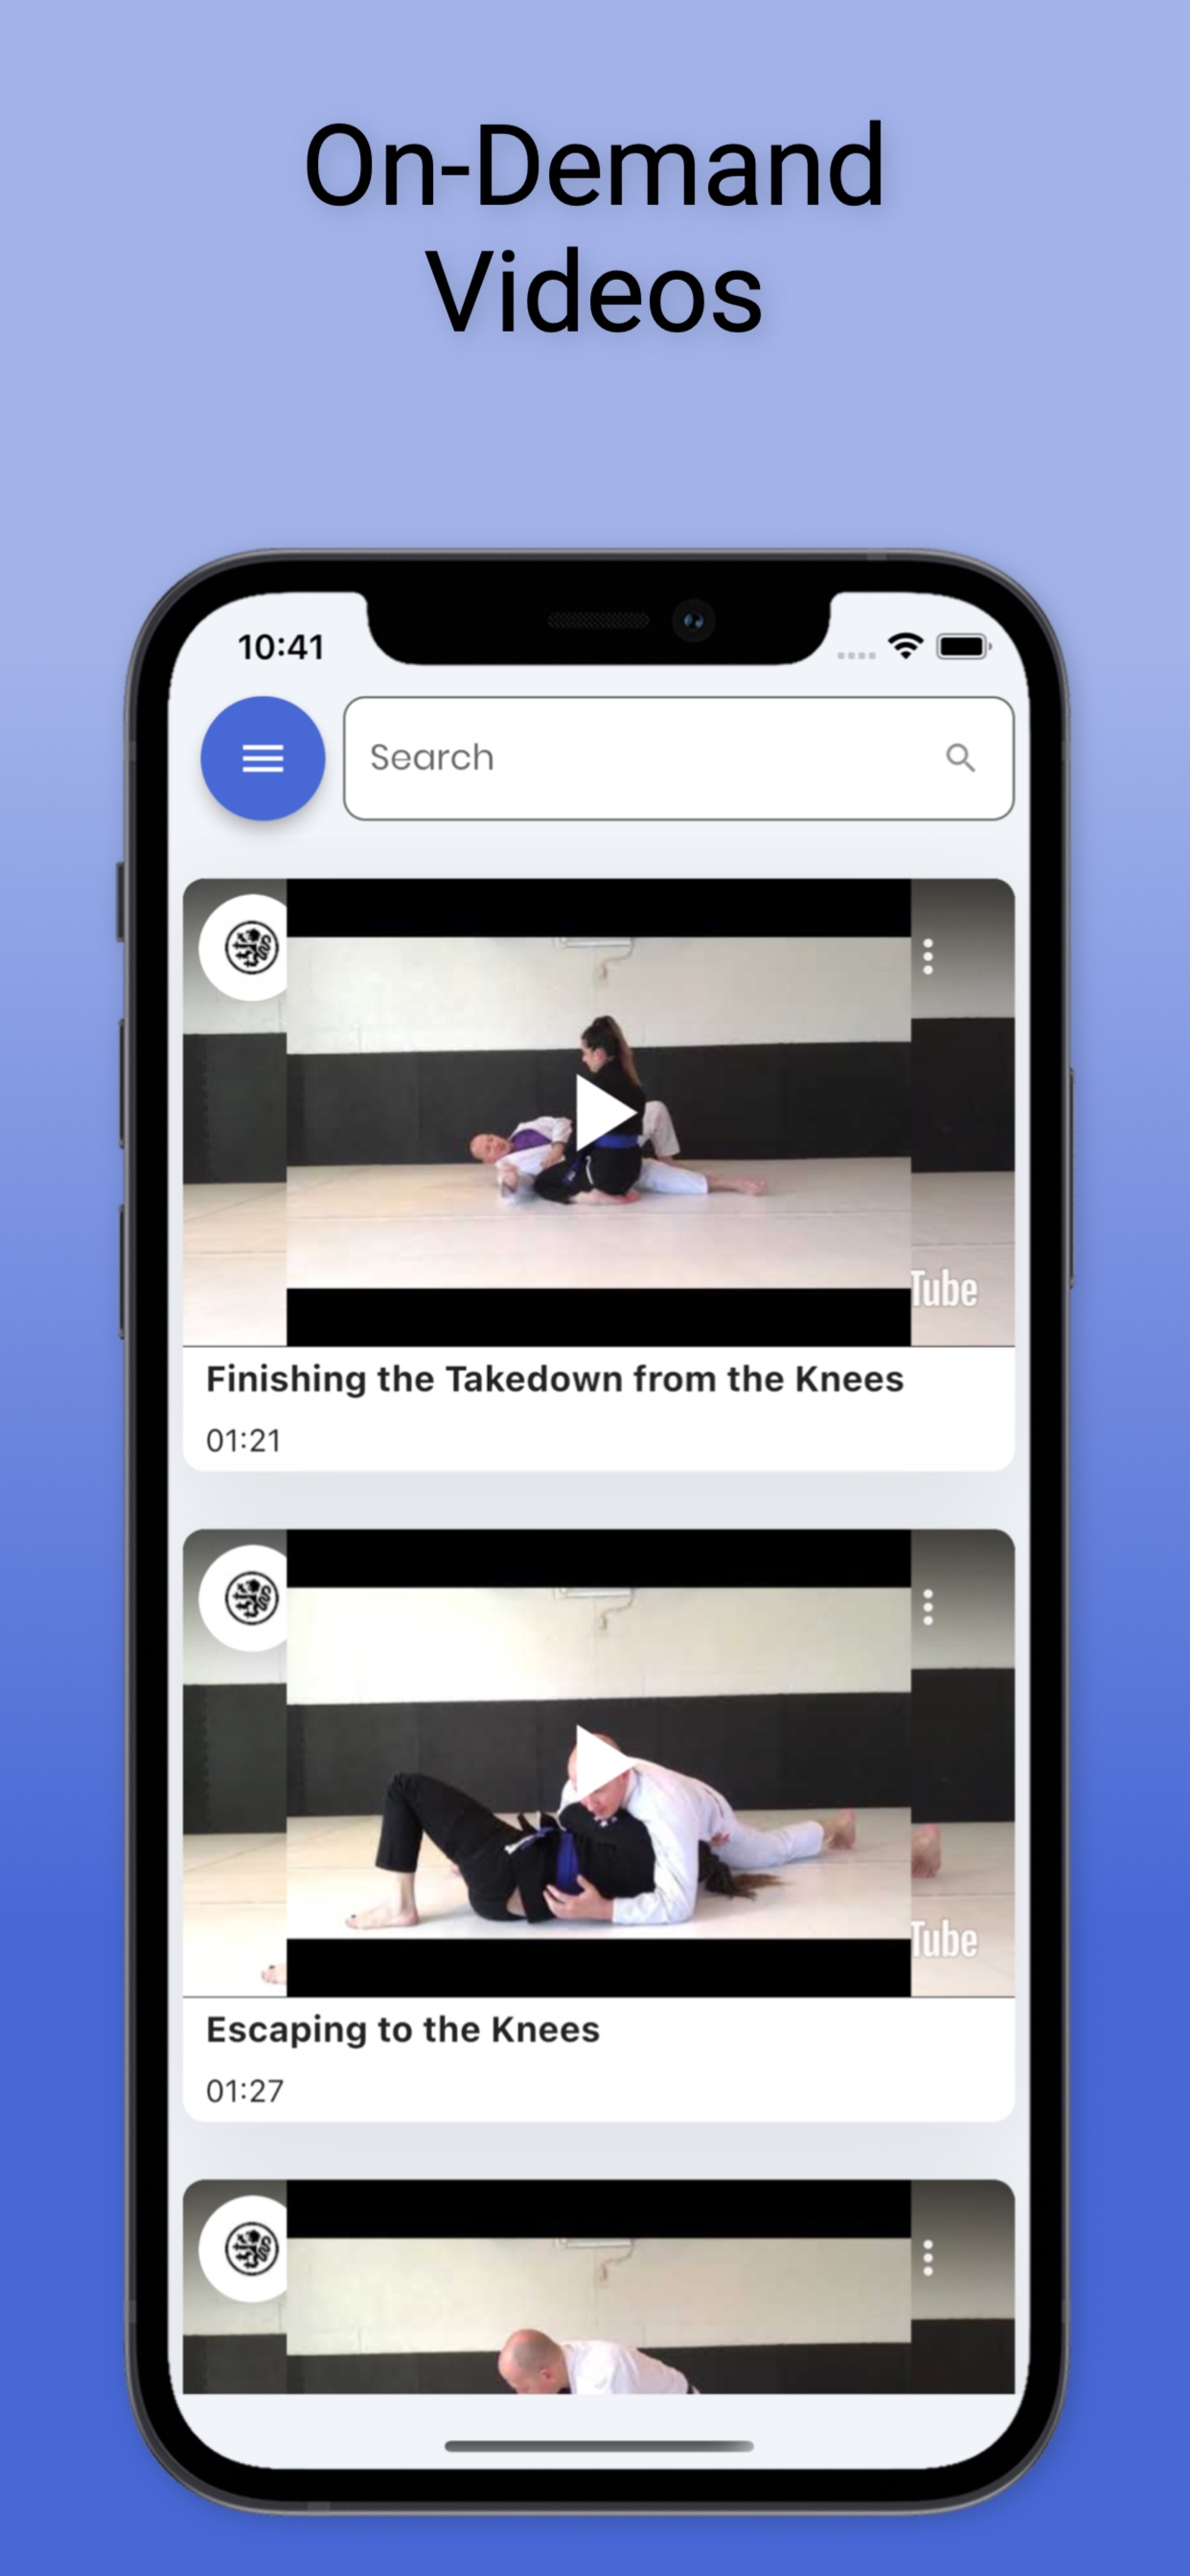 On-Demand
Videos
10:41
Search
Tube
Finishing the Takedown from the Knees
01:21
Tube
Escaping to the Knees
01:27